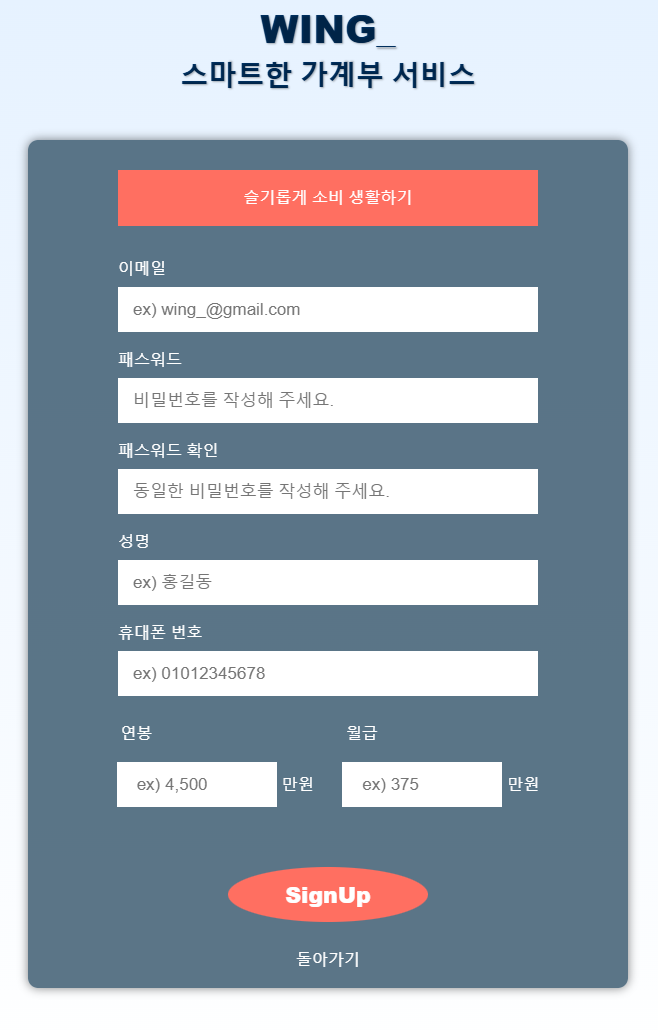 WING_
스마트한 가계부 서비스
슬기롭게 소비 생활하기
이메일
ex) wing_@gmail.com
패스워드
비밀번호를 작성해 주세요.
패스워드 확인
동일한 비밀번호를 작성해 주세요.
성명
ex) 홍길동
휴대폰 번호
ex) 01012345678
연봉 월급
ex) 4,500 만원 ex) 375 만원
SignUp
돌아가기